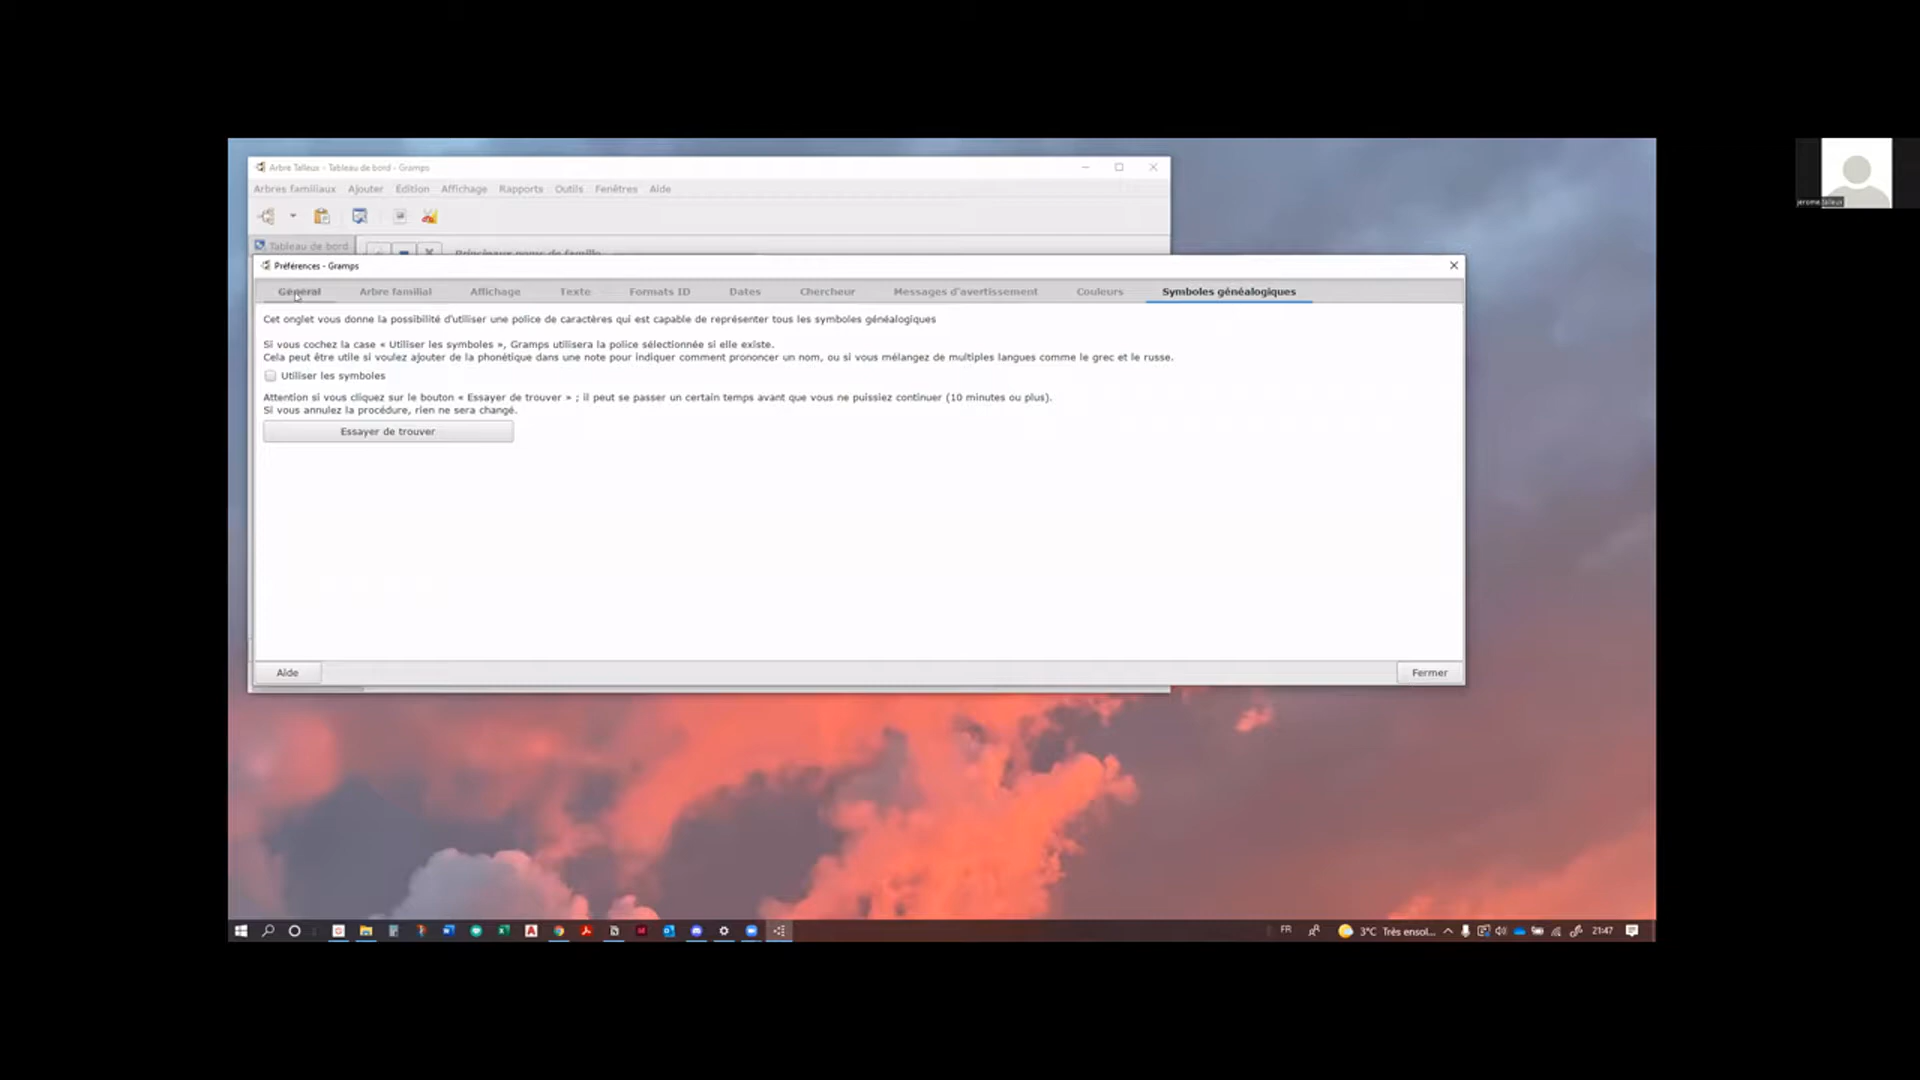 Arbre Talleux - Tableau de bord - Gramps
Arbres familiaux Ajouter Édition Affichage Rapports Outils Fenêtres Aide
Tableau de bord
Principaux noms de famille
Préférences - Gramps
Général Arbre familial Affichage Texte Formats ID Dates Chercheur Messages d'avertissement Couleurs Symboles généalogiques
Cet onglet vous donne la possibilité d'utiliser une police de caractères qui est capable de représenter tous les symboles généalogiques
Si vous cochez la case « Utiliser les symboles », Gramps utilisera la police sélectionnée si elle existe.
Cela peut être utile si voulez ajouter de la phonétique dans une note pour indiquer comment prononcer un nom, ou si vous mélangez de multiples langues comme le grec et le russe.
Utiliser les symboles
Attention si vous cliquez sur le bouton « Essayer de trouver » ; il peut se passer un certain temps avant que vous ne puissiez continuer (10 minutes ou plus).
Si vous annulez la procédure, rien ne sera changé.
Essayer de trouver
Aide Fermer
FR 3°C Très ensol... 21:47
jerome talleux